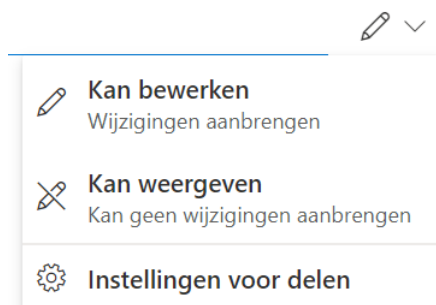 Kan bewerken
Wijzigingen aanbrengen
Kan weergeven
Kan geen wijzigingen aanbrengen
Instellingen voor delen